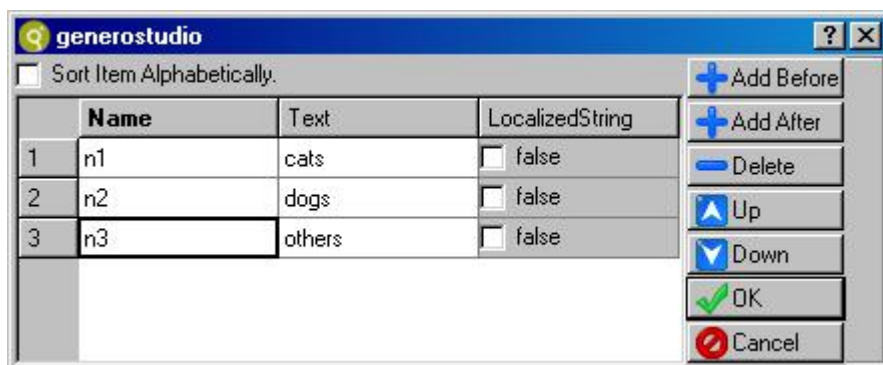 generostudio
Sort Item Alphabetically.
Name Text LocalizedString
1 n1 cats false
2 n2 dogs false
3 n3 others false
Add Before
Add After
Delete
Up
Down
OK
Cancel